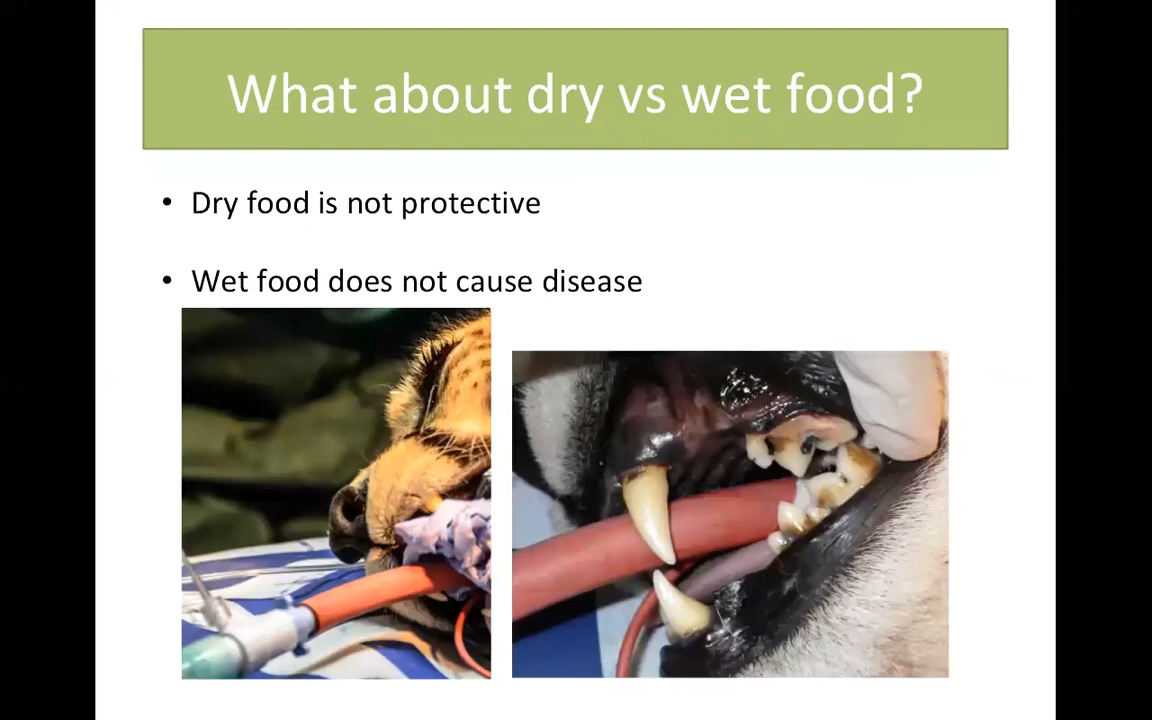 What about dry vs wet food?
• Dry food is not protective
• Wet food does not cause disease